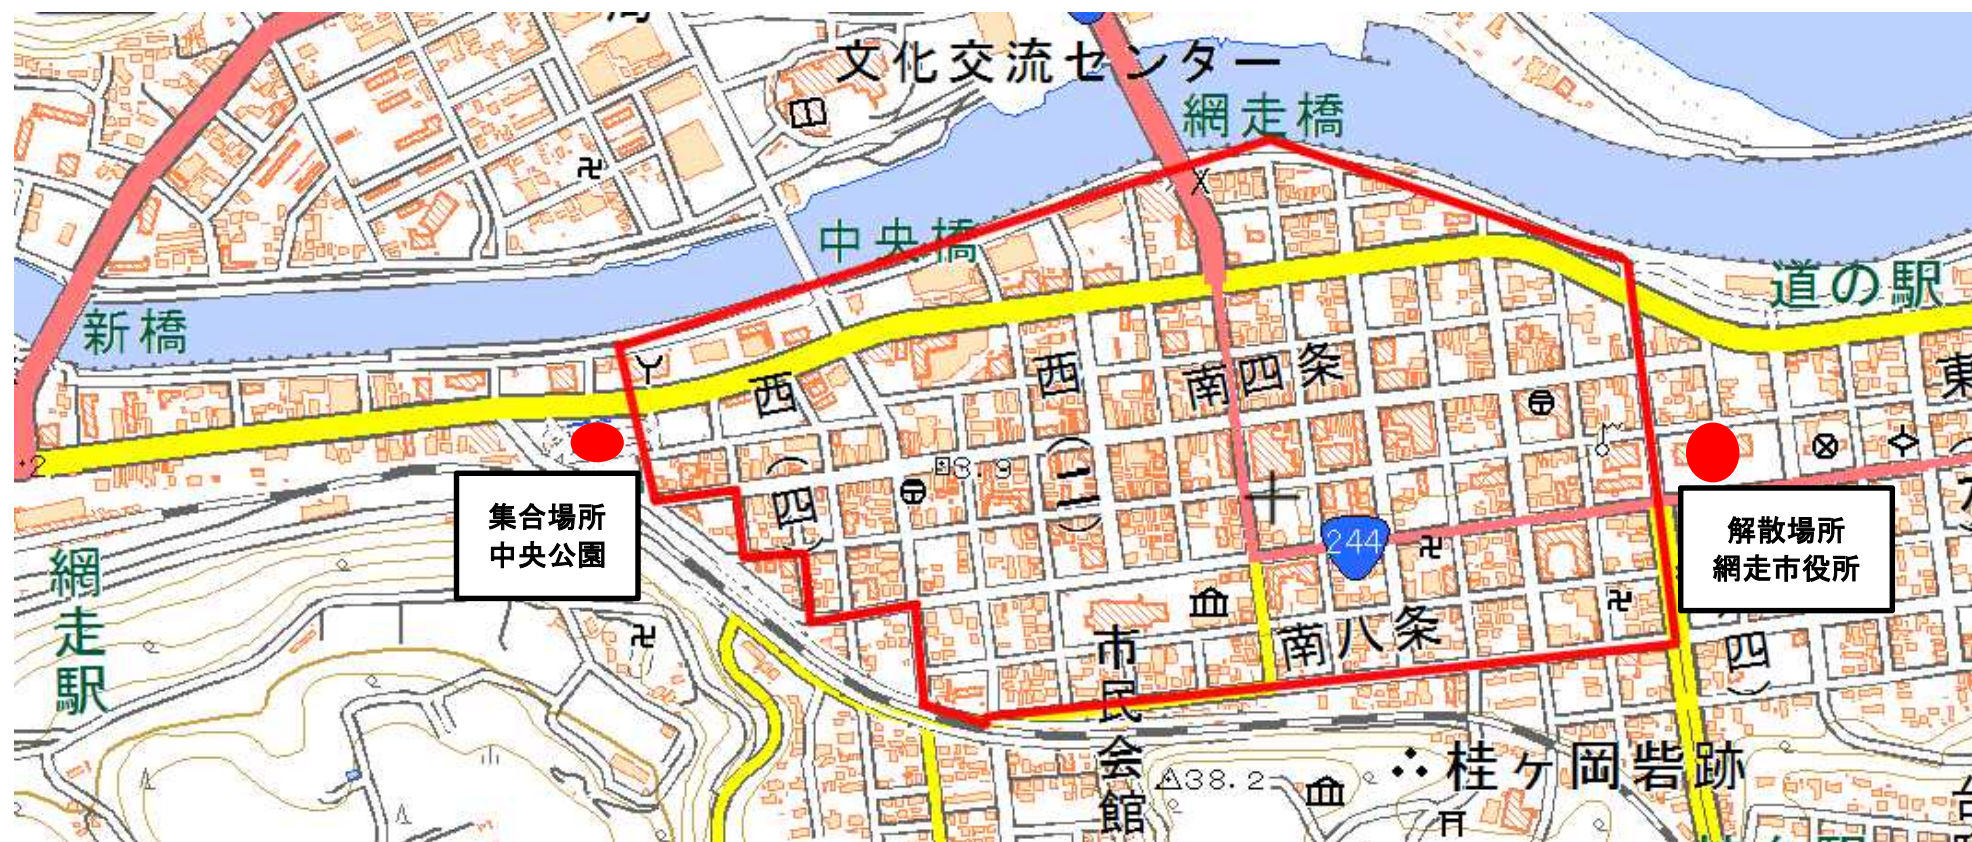 文化交流センター
網走橋
中央橋
道の駅
新橋
西
西
南四条
東
3.9
(四)
(二)
集合場所
中央公園
244
解散場所
網走市役所
網走駅
南八条
四)
市民会館
38.2
桂ヶ岡砦跡